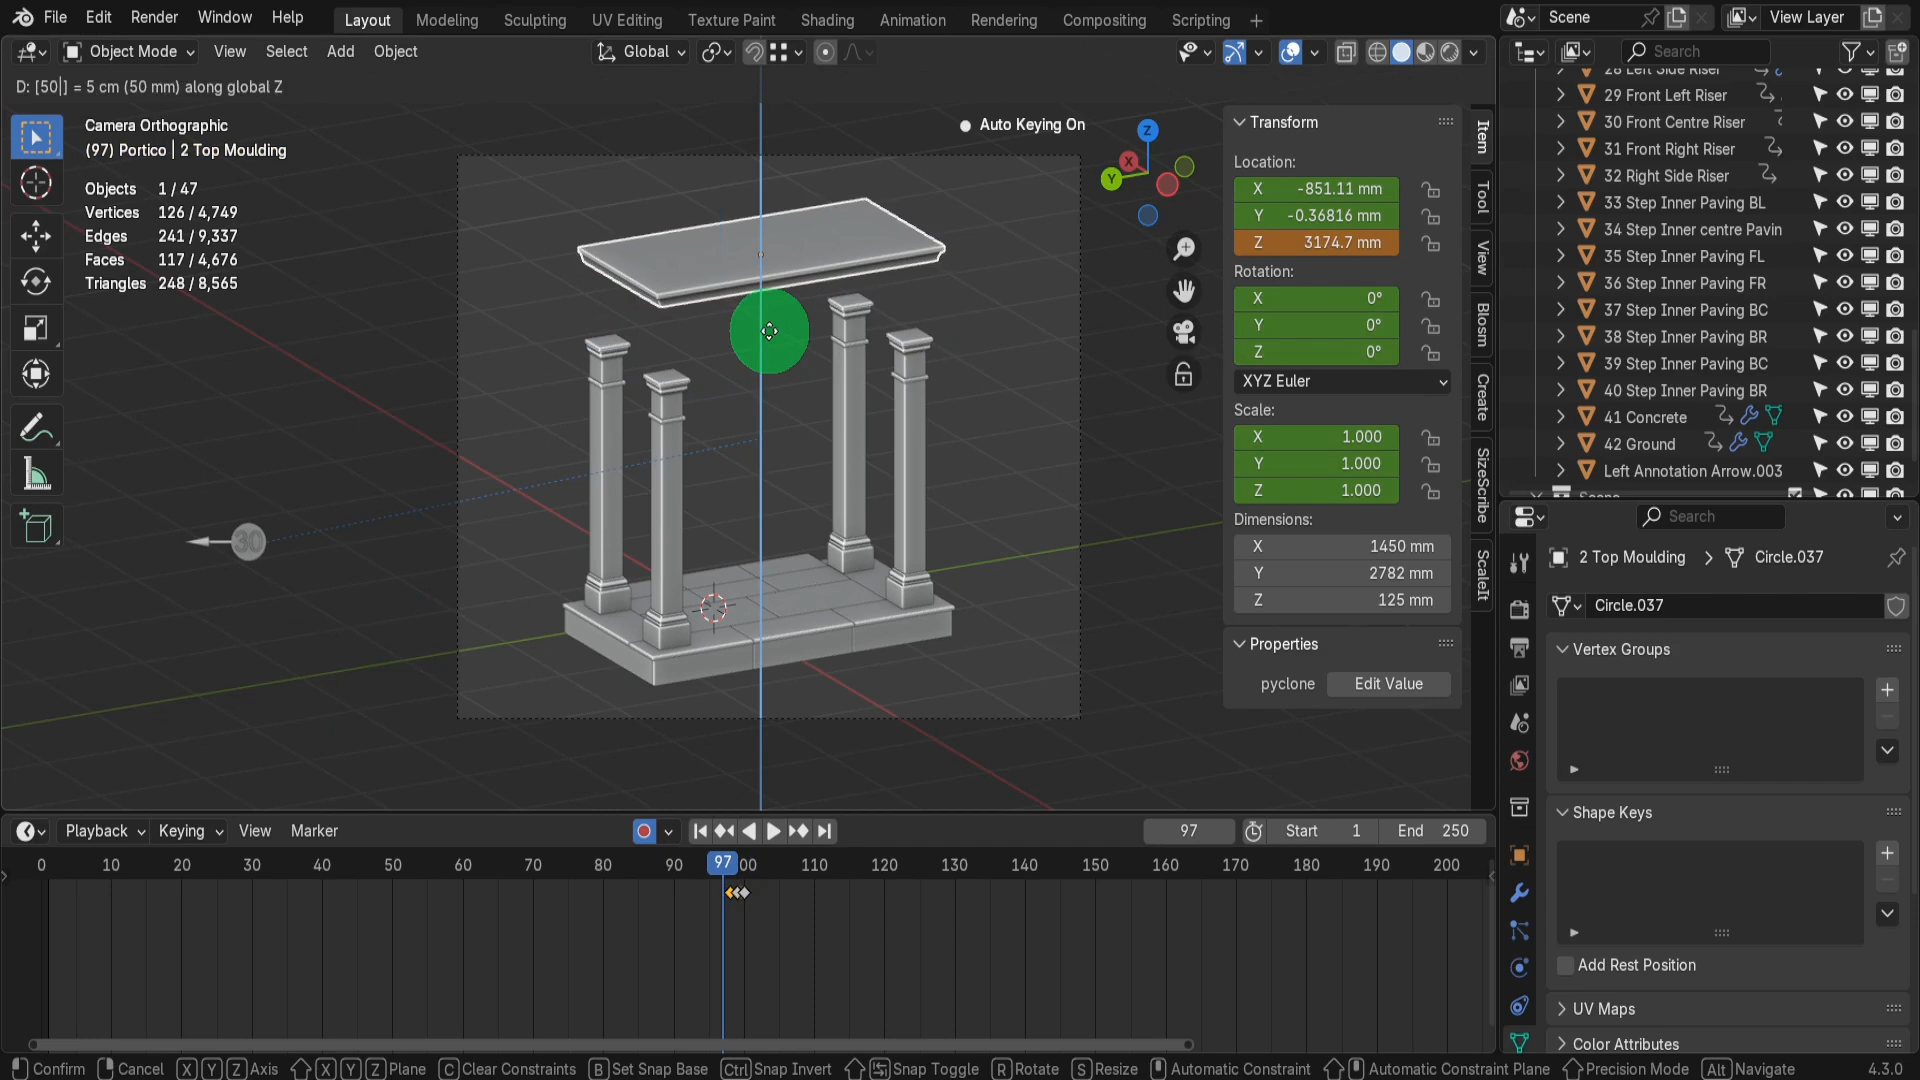 File Edit Render Window Help
Layout Modeling Sculpting UV Editing Texture Paint Shading Animation Rendering Compositing Scripting +
Scene View Layer
Object Mode View Select Add Object
Global
Search
D: [50|] = 5 cm (50 mm) along global Z
Camera Orthographic
(97) Portico | 2 Top Moulding
Objects 1 / 47
Vertices 126 / 4,749
Edges 241 / 9,337
Faces 117 / 4,676
Triangles 248 / 8,565
Auto Keying On
Z
X
Y
30
Transform
Location:
X -851.11 mm
Y -0.36816 mm
Z 3174.7 mm
Rotation:
X 0°
Y 0°
Z 0°
XYZ Euler
Scale:
X 1.000
Y 1.000
Z 1.000
Dimensions:
X 1450 mm
Y 2782 mm
Z 125 mm
Properties
pyclone Edit Value
Item
Tool
View
Blosm
Create
SizeScribe
ScaleIt
28 Left Side Riser
29 Front Left Riser
30 Front Centre Riser
31 Front Right Riser
32 Right Side Riser
33 Step Inner Paving BL
34 Step Inner centre Pavin
35 Step Inner Paving FL
36 Step Inner Paving FR
37 Step Inner Paving BC
38 Step Inner Paving BR
39 Step Inner Paving BC
40 Step Inner Paving BR
41 Concrete
42 Ground
Left Annotation Arrow.003
Search
2 Top Moulding Circle.037
Circle.037
Vertex Groups
Shape Keys
Add Rest Position
UV Maps
Color Attributes
Playback Keying View Marker
97 Start 1 End 250
0 10 20 30 40 50 60 70 80 90 97 00 110 120 130 140 150 160 170 180 190 200
Confirm Cancel X Y Z Axis X Y Z Plane C Clear Constraints B Set Snap Base Ctrl Snap Invert Snap Toggle R Rotate S Resize Automatic Constraint Automatic Constraint Plane Precision Mode Alt Navigate 4.3.0